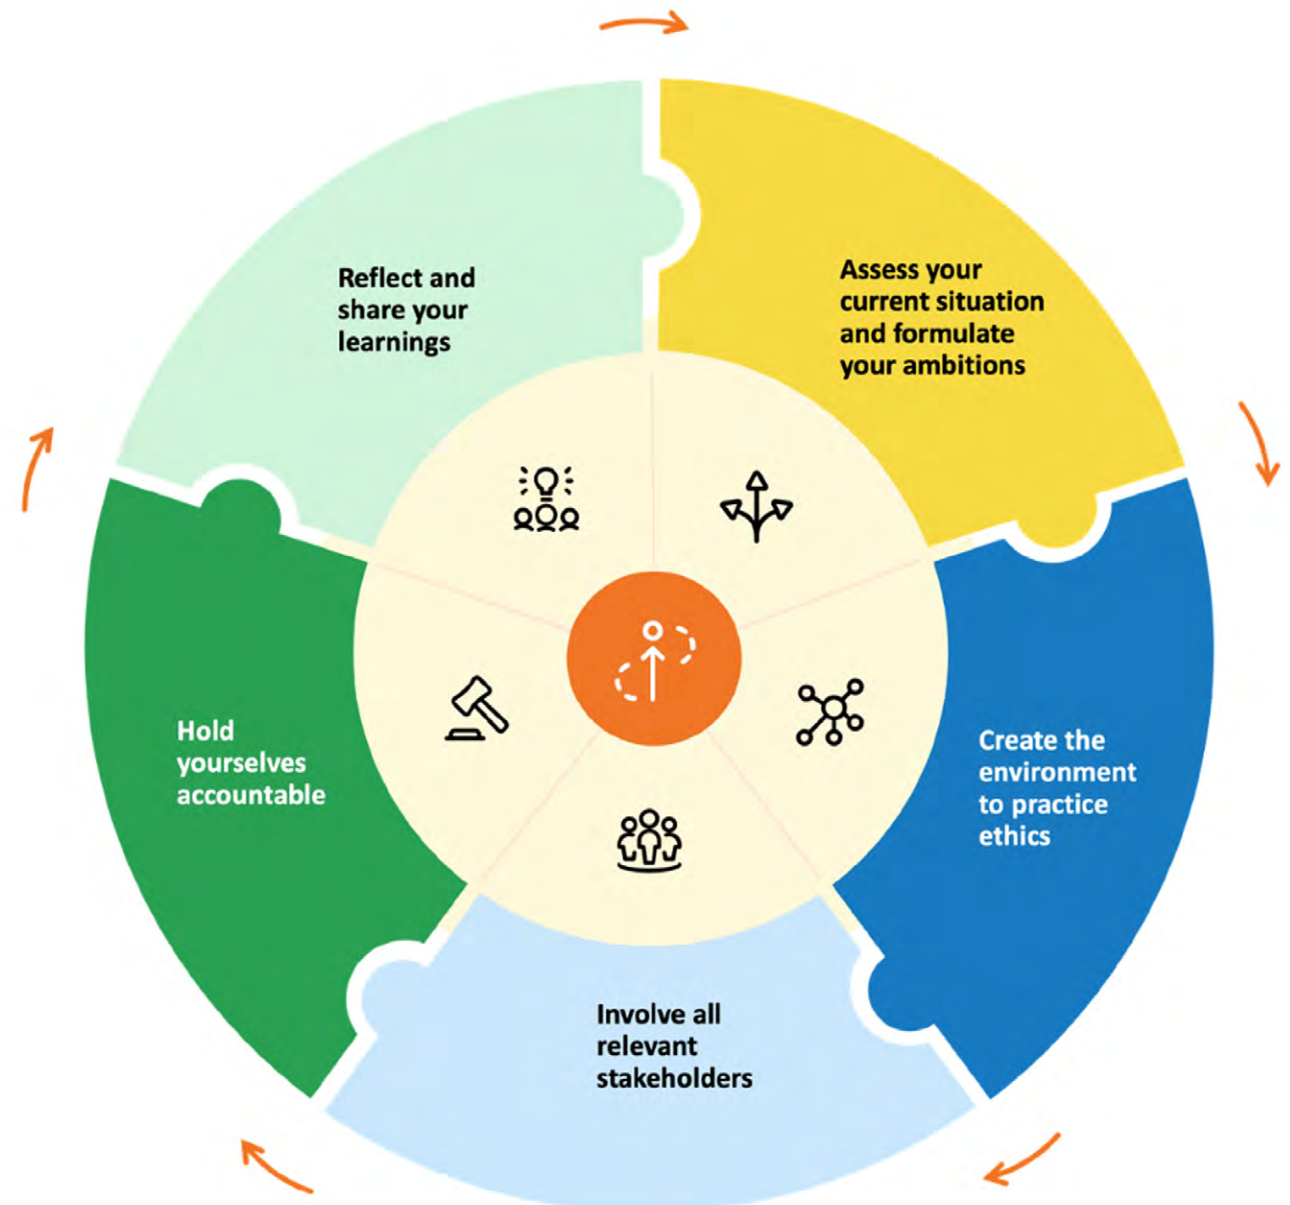 Reflect and
share your
learnings
Assess your
current situation
and formulate
your ambitions
Hold
yourselves
accountable
Create the
environment
to practice
ethics
Involve all
relevant
stakeholders